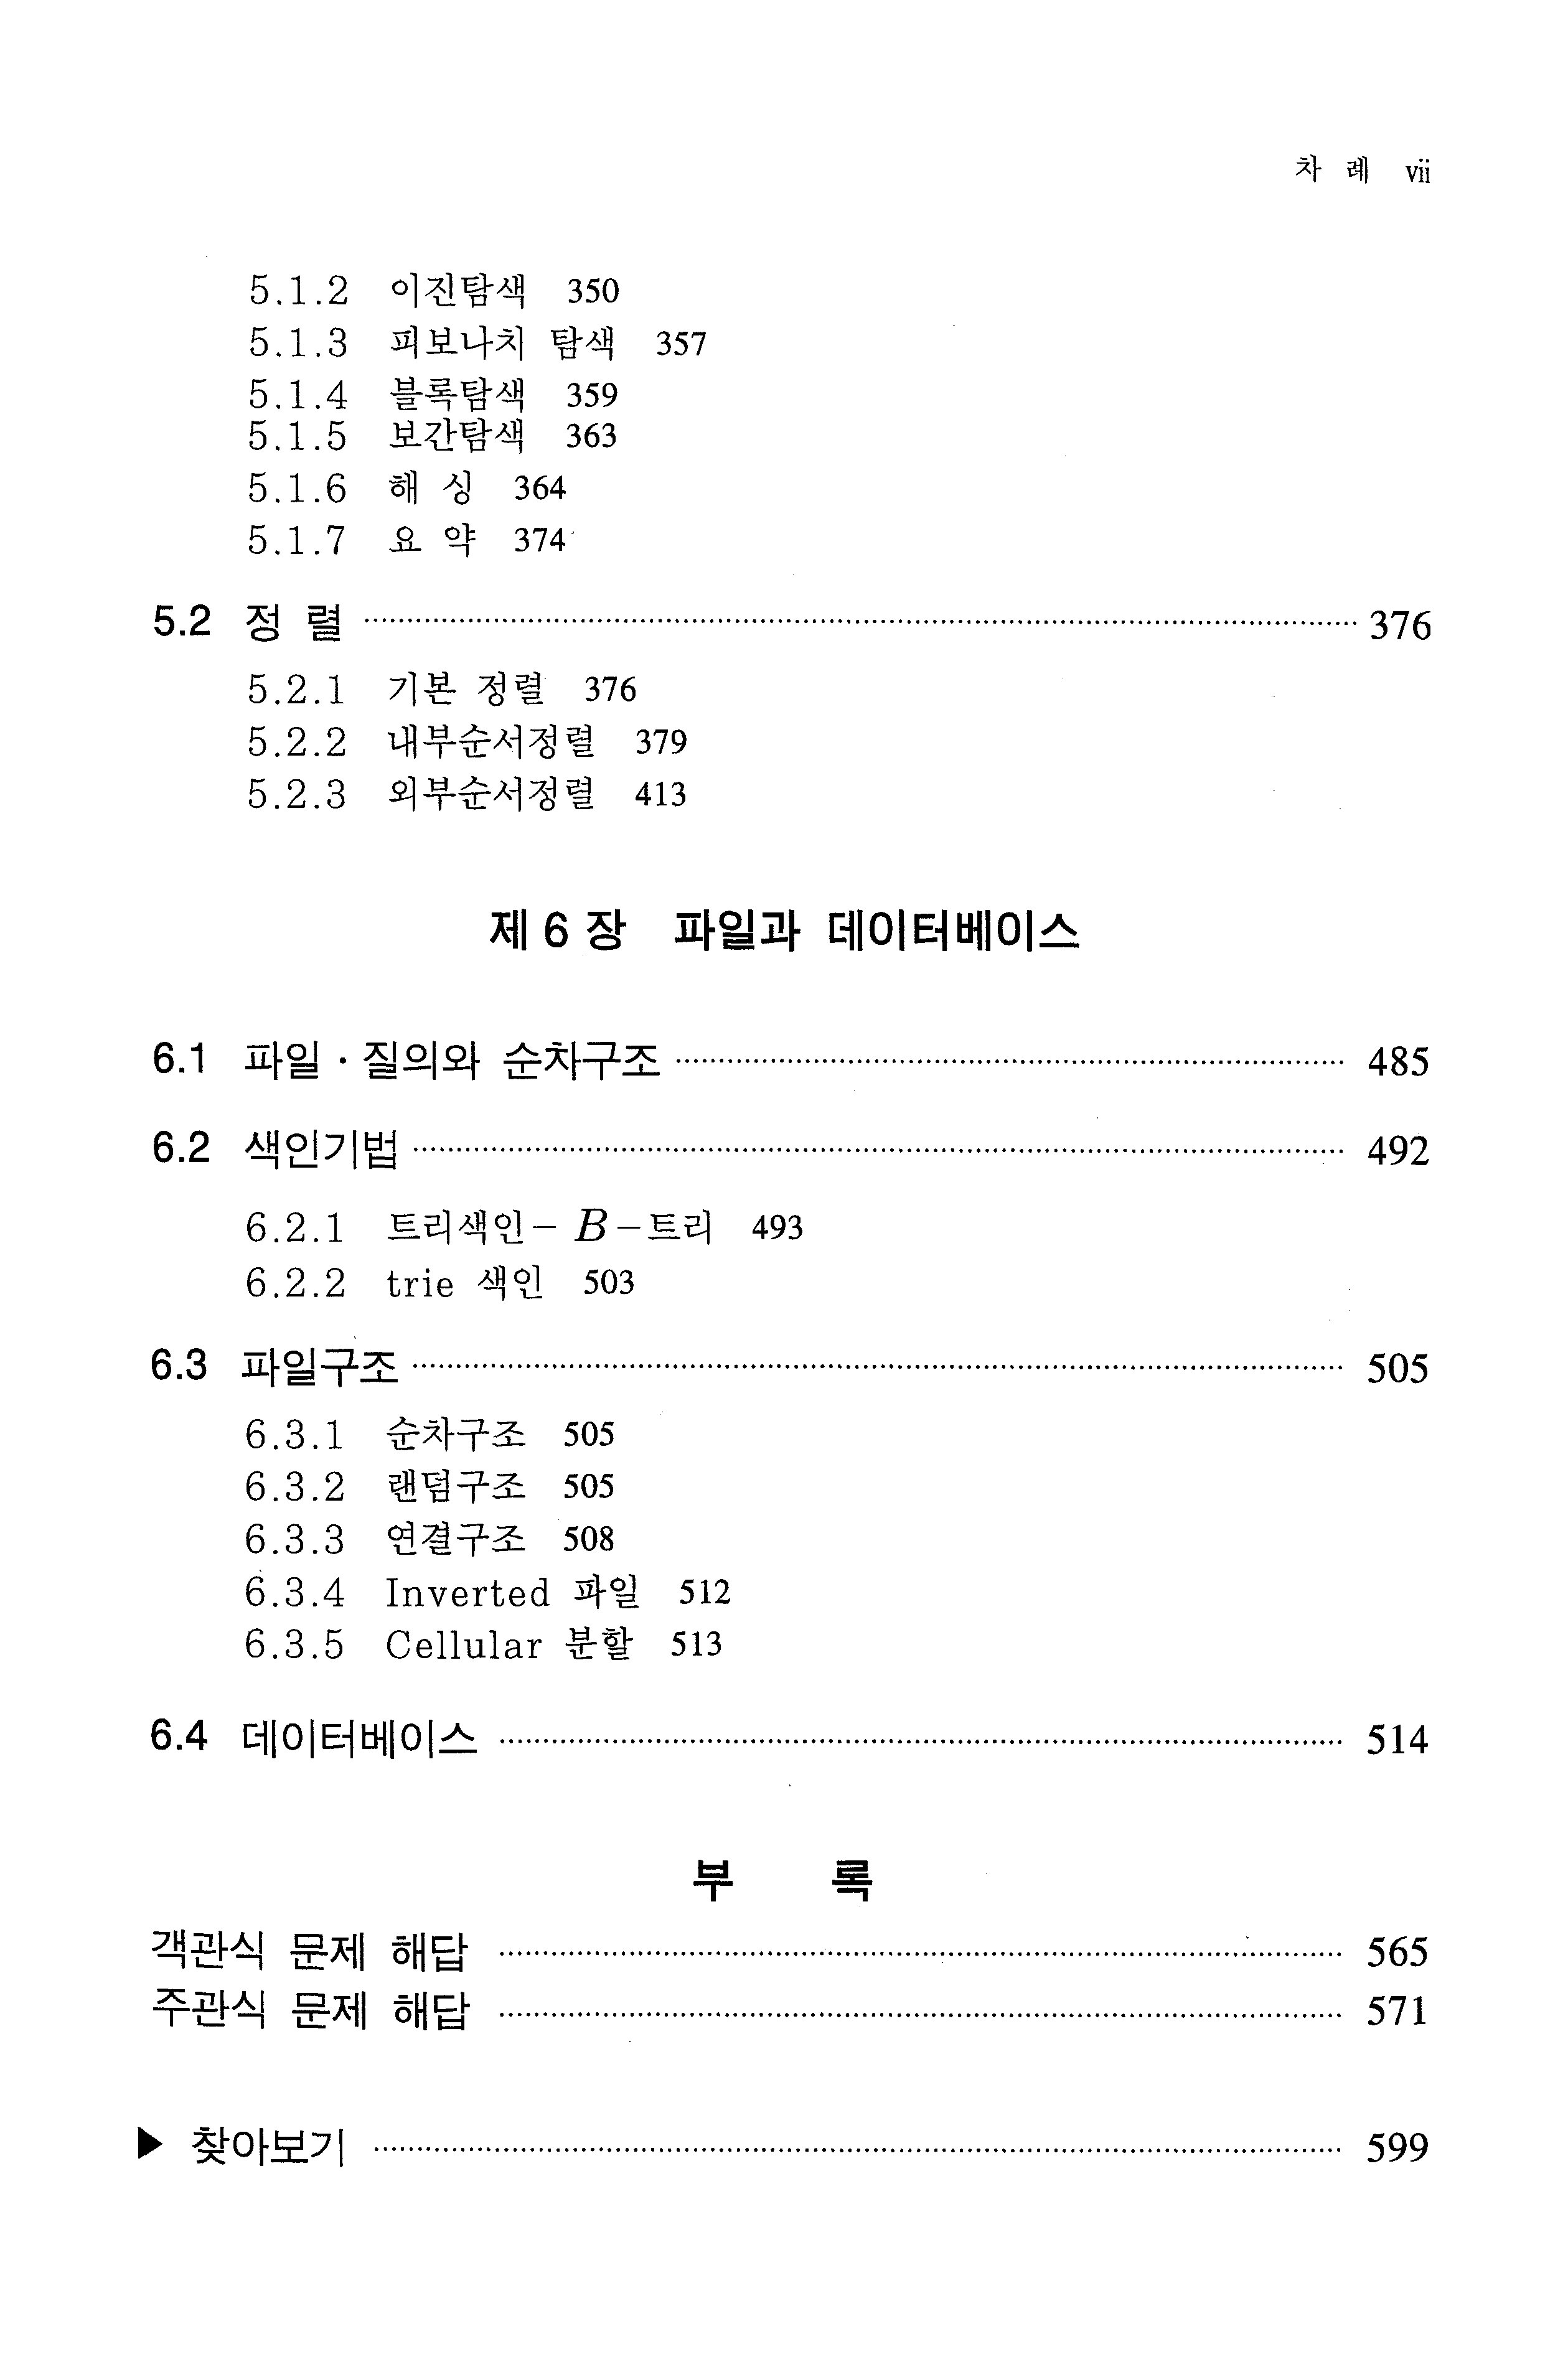 차 례 vii
5.1.2 이진탐색 350
5.1.3 피보나치 탐색 357
5.1.4 블록탐색 359
5.1.5 보간탐색 363
5.1.6 해 싱 364
5.1.7 요 약 374
5.2 정 렬 ⋯⋯⋯⋯⋯⋯⋯⋯⋯⋯ 376
5.2.1 기본 정렬 376
5.2.2 내부순서정렬 379
5.2.3 외부순서정렬 413
제 6 장 파일과 데이터베이스
6.1 파일 · 질의와 순차구조 ⋯⋯⋯⋯⋯⋯⋯⋯⋯⋯ 485
6.2 색인기법 ⋯⋯⋯⋯⋯⋯⋯⋯⋯⋯ 492
6.2.1 트리색인− B −트리 493
6.2.2 trie 색인 503
6.3 파일구조 ⋯⋯⋯⋯⋯⋯⋯⋯⋯⋯ 505
6.3.1 순차구조 505
6.3.2 랜덤구조 505
6.3.3 연결구조 508
6.3.4 Inverted 파일 512
6.3.5 Cellular 분할 513
6.4 데이터베이스 ⋯⋯⋯⋯⋯⋯⋯⋯⋯⋯ 514
부 록
객관식 문제 해답 ⋯⋯⋯⋯⋯⋯⋯⋯⋯⋯ 565
주관식 문제 해답 ⋯⋯⋯⋯⋯⋯⋯⋯⋯⋯ 571
▶ 찾아보기 ⋯⋯⋯⋯⋯⋯⋯⋯⋯⋯ 599